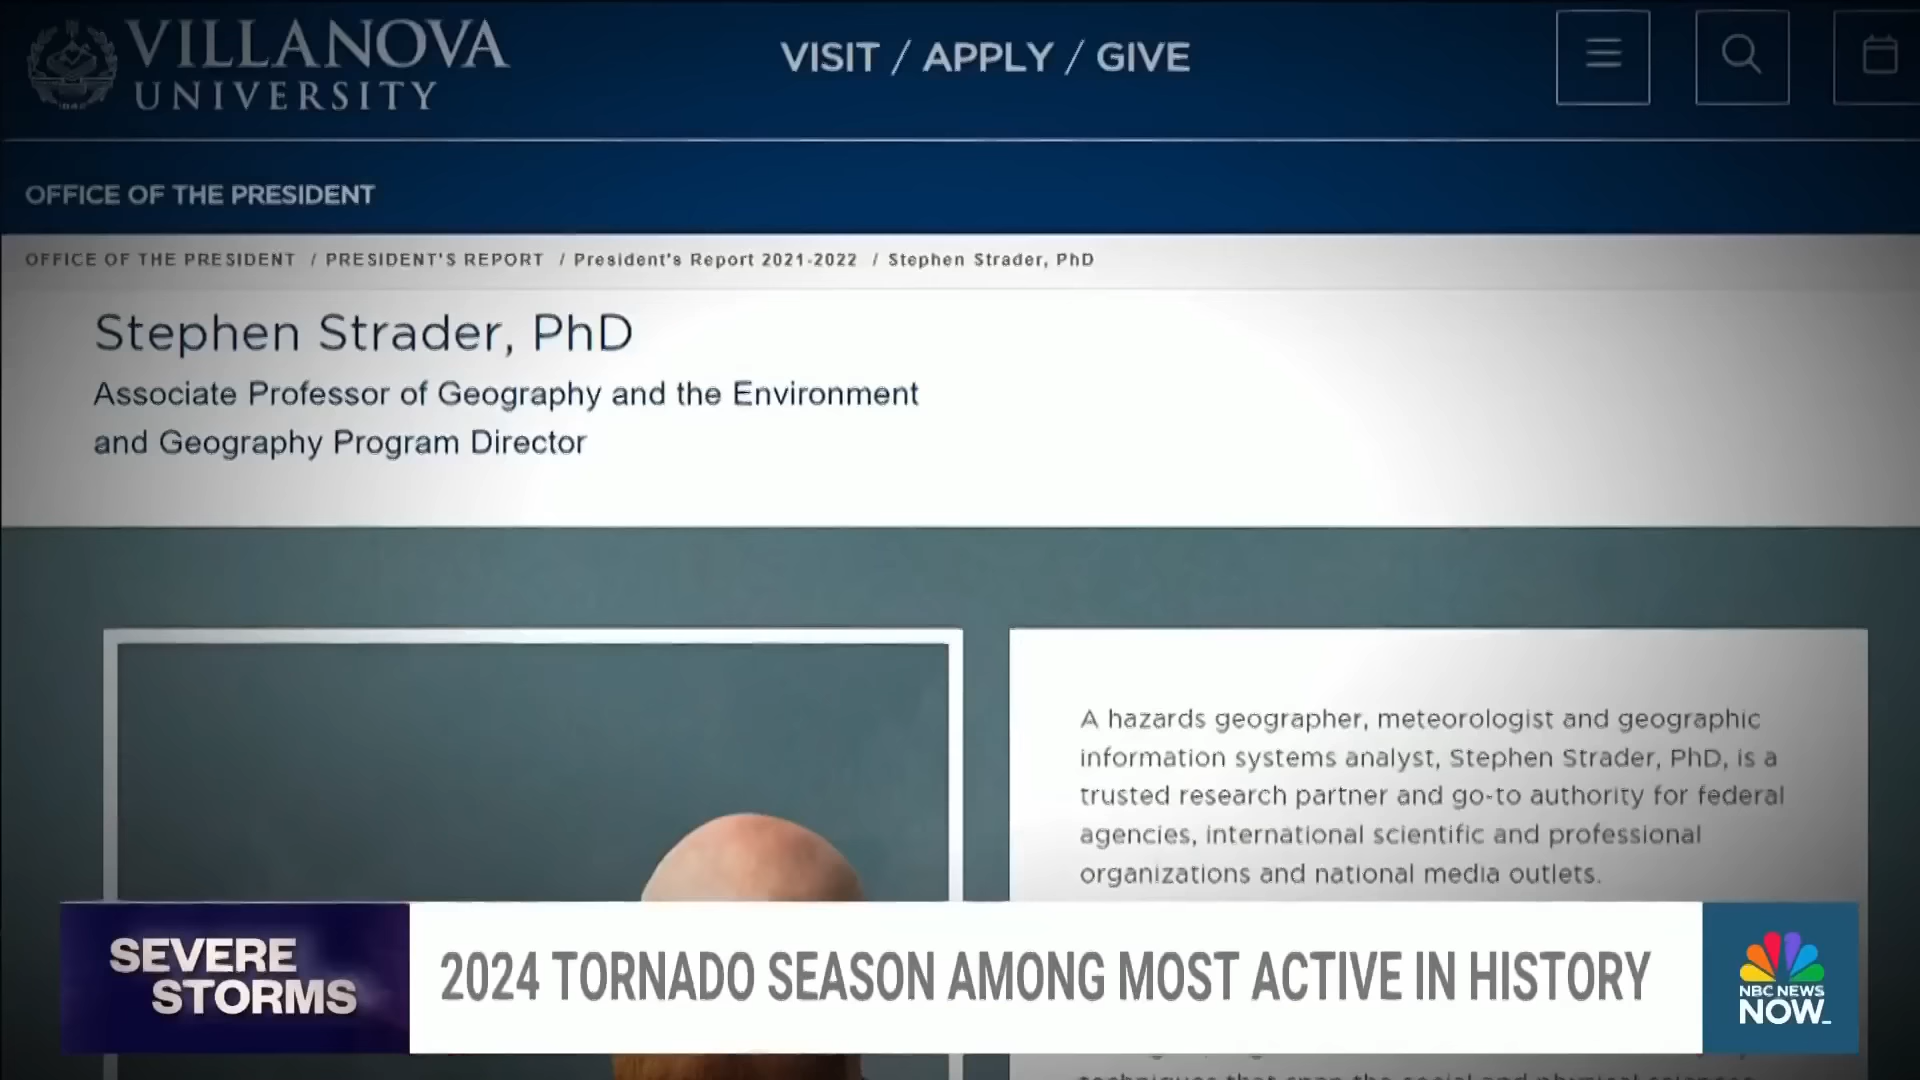 VILLANOVA
UNIVERSITY
VISIT / APPLY / GIVE
OFFICE OF THE PRESIDENT
OFFICE OF THE PRESIDENT / PRESIDENT'S REPORT / President's Report 2021-2022 / Stephen Strader, PhD
Stephen Strader, PhD
Associate Professor of Geography and the Environment
and Geography Program Director
A hazards geographer, meteorologist and geographic
information systems analyst, Stephen Strader, PhD, is a
trusted research partner and go-to authority for federal
agencies, international scientific and professional
organizations and national media outlets.
SEVERE
STORMS
2024 TORNADO SEASON AMONG MOST ACTIVE IN HISTORY
NBC NEWS
NOW_